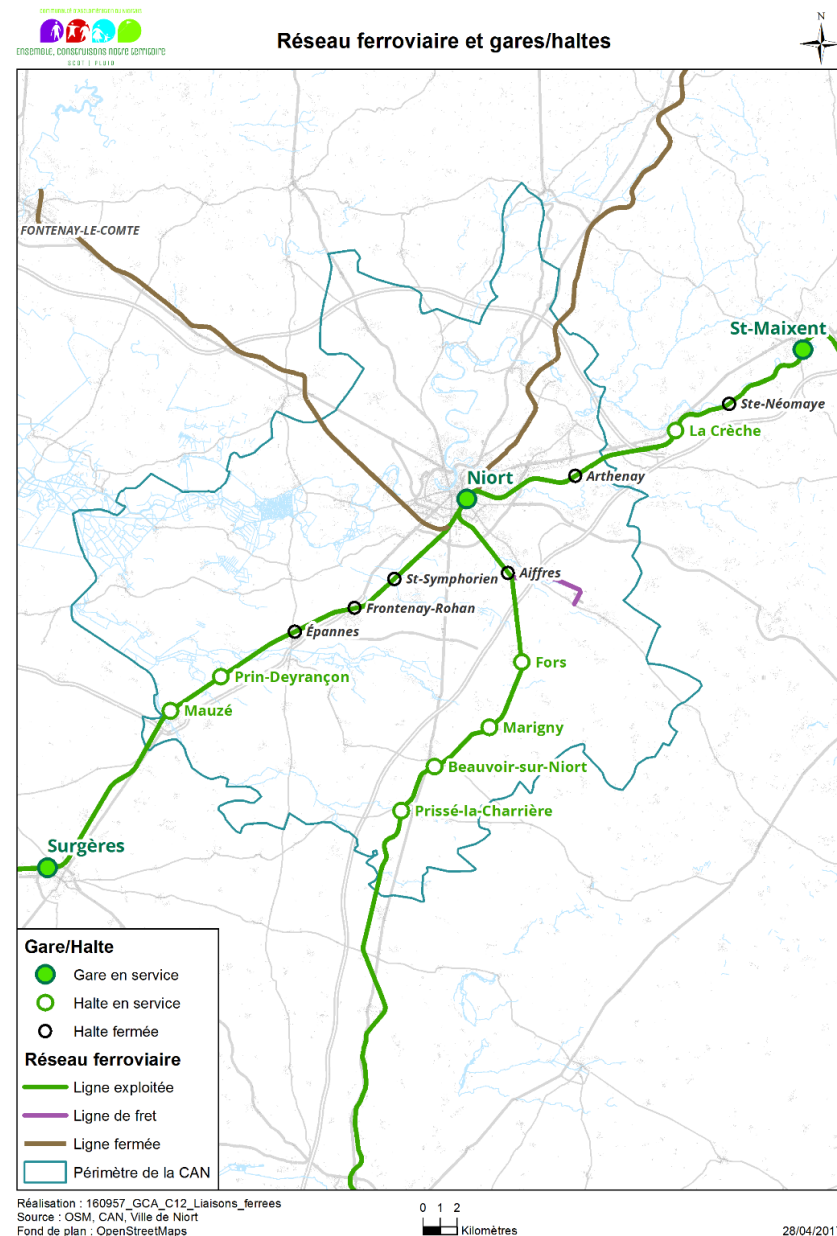 Réseau ferroviaire et gares/haltes
N
ENSEMBLE, CONSTRUISONS NOTRE TERRITOIRE
SCOT | PLUID
FONTENAY-LE-COMTE
St-Maixent
Ste-Néomaye
La Crèche
Arthenay
Niort
Aiffres
St-Symphorien
Frontenay-Rohan
Épannes
Fors
Prin-Deyrançon
Mauzé
Marigny
Beauvoir-sur-Niort
Prissé-la-Charrière
Surgères
Gare/Halte
Gare en service
Halte en service
Halte fermée
Réseau ferroviaire
Ligne exploitée
Ligne de fret
Ligne fermée
Périmètre de la CAN
Réalisation : 160957_GCA_C12_Liaisons_ferrees
Source : OSM, CAN, Ville de Niort
Fond de plan : OpenStreetMaps
0 1 2
Kilomètres
28/04/2017